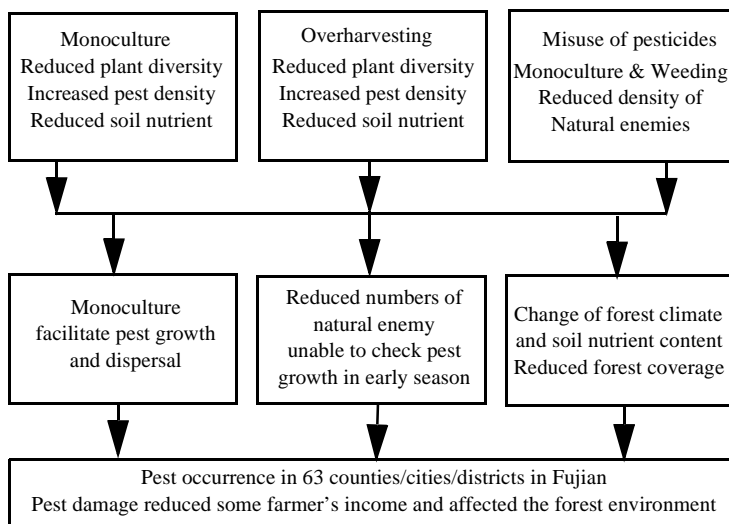 Monoculture
Reduced plant diversity
Increased pest density
Reduced soil nutrient
Overharvesting
Reduced plant diversity
Increased pest density
Reduced soil nutrient
Misuse of pesticides
Monoculture & Weeding
Reduced density of
Natural enemies
Monoculture
facilitate pest growth
and dispersal
Reduced numbers of
natural enemy
unable to check pest
growth in early season
Change of forest climate
and soil nutrient content
Reduced forest coverage
Pest occurrence in 63 counties/cities/districts in Fujian
Pest damage reduced some farmer's income and affected the forest environment